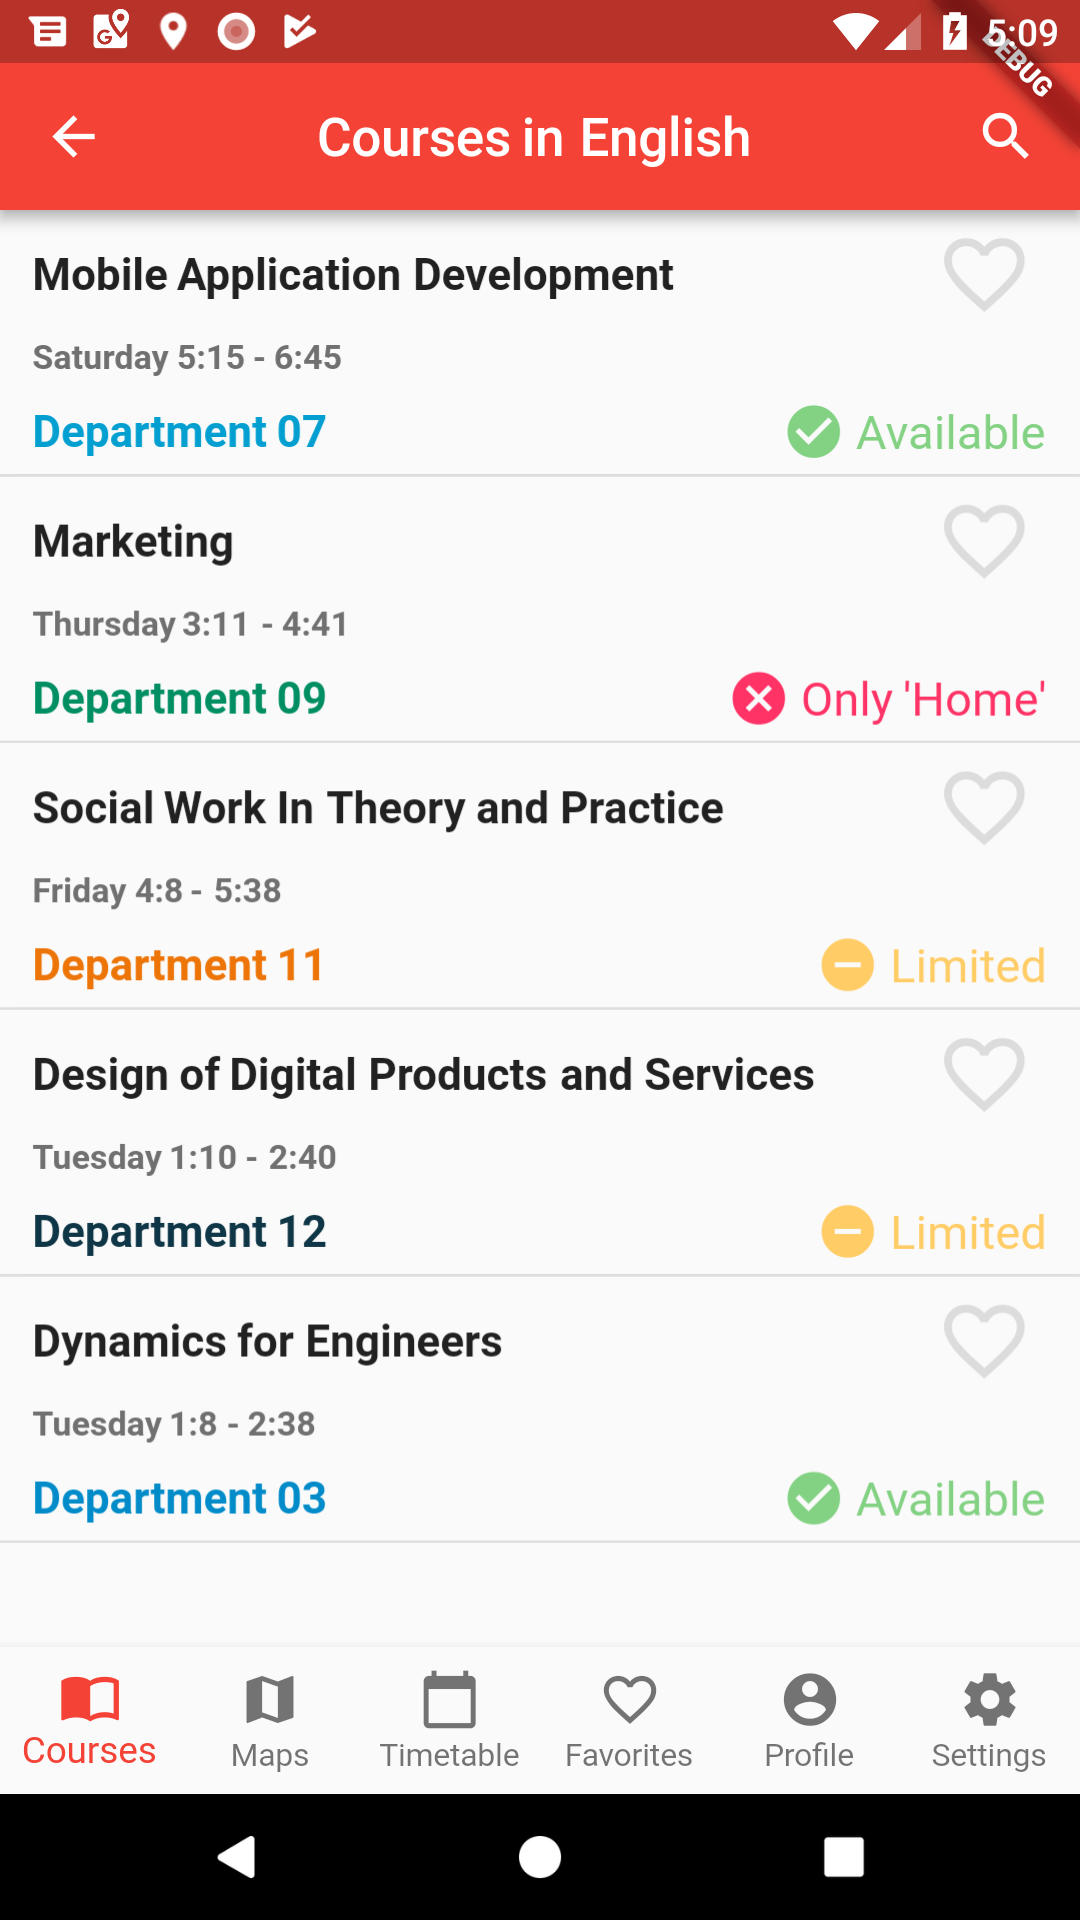 5:09
DEBUG
Courses in English
Mobile Application Development
Saturday 5:15 - 6:45
Department 07
Available
Marketing
Thursday 3:11 - 4:41
Department 09
Only 'Home'
Social Work In Theory and Practice
Friday 4:8 - 5:38
Department 11
Limited
Design of Digital Products and Services
Tuesday 1:10 - 2:40
Department 12
Limited
Dynamics for Engineers
Tuesday 1:8 - 2:38
Department 03
Available
Courses
Maps
Timetable
Favorites
Profile
Settings